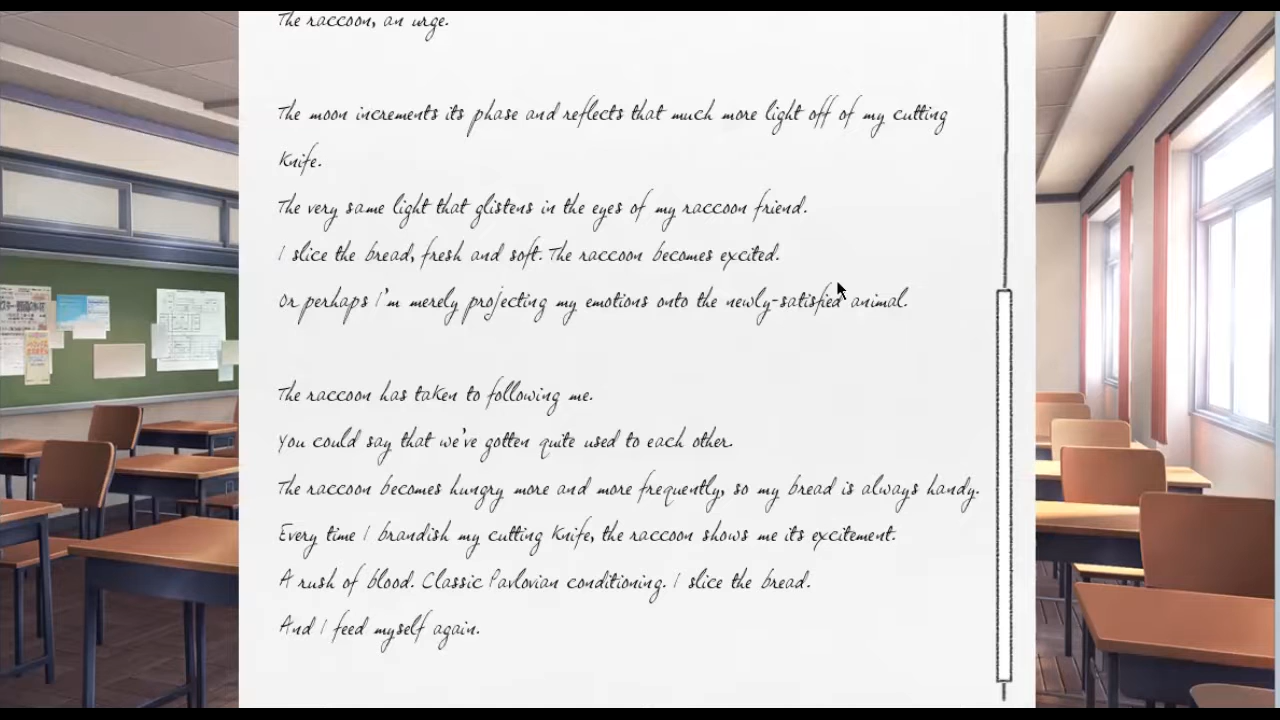 The raccoon, an urge.
The moon increments its phase and reflects that much more light off of my cutting
knife.
The very same light that glistens in the eyes of my raccoon friend.
I slice the bread, fresh and soft. The raccoon becomes excited.
Or perhaps I'm merely projecting my emotions onto the newly-satisfied animal.
The raccoon has taken to following me.
You could say that we've gotten quite used to each other.
The raccoon becomes hungry more and more frequently, so my bread is always handy.
Every time I brandish my cutting knife, the raccoon shows me its excitement.
A rush of blood. Classic Pavlovian conditioning. I slice the bread.
And I feed myself again.